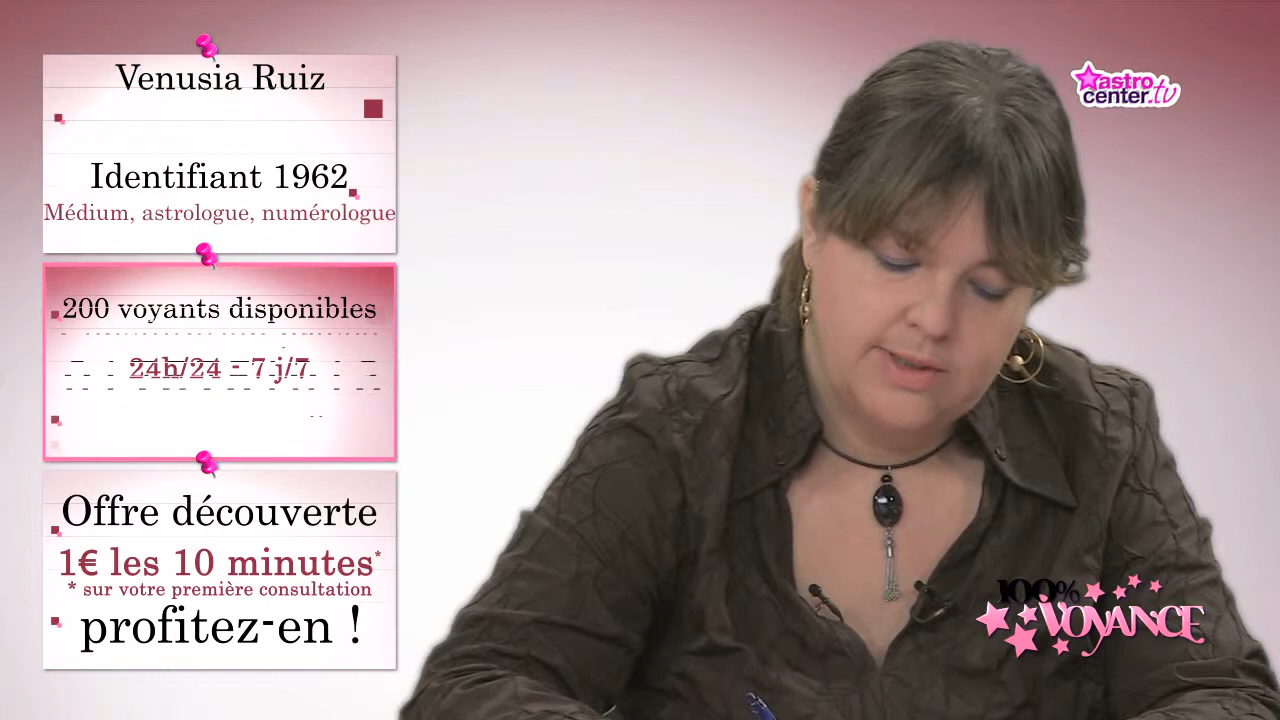 Venusia Ruiz
Identifiant 1962
Médium, astrologue, numérologue
200 voyants disponibles
24h/24 - 7 j/7
Offre découverte
1€ les 10 minutes*
* sur votre première consultation
profitez-en !
astro
center.tv
100%
VOYANCE